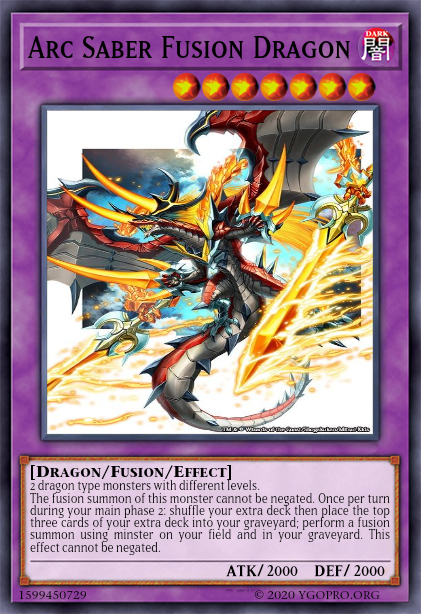 Arc Saber Fusion Dragon
DARK
闇
[Dragon/Fusion/Effect]
2 dragon type monsters with different levels.
The fusion summon of this monster cannot be negated. Once per turn
during your main phase 2: shuffle your extra deck then place the top
three cards of your extra deck into your graveyard; perform a fusion
summon using minster on your field and in your graveyard. This
effect cannot be negated.
ATK/ 2000 DEF/ 2000
1599450729 © 2020 YGOPRO.ORG